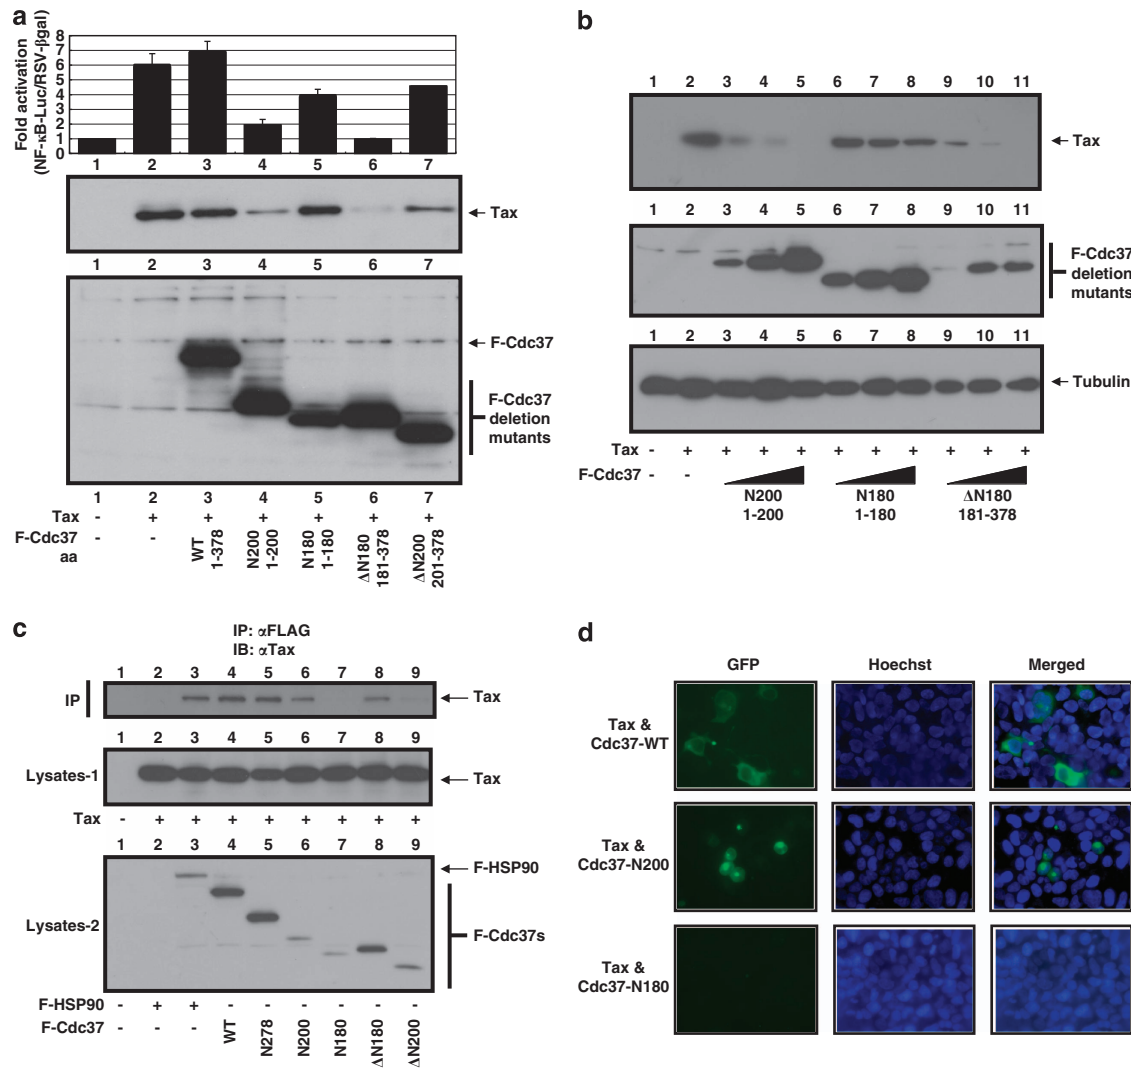 a
Fold activation
(NF-κB-Luc/RSV-βgal)
8
7
6
5
4
3
2
1
0
1 2 3 4 5 6 7
Tax
1 2 3 4 5 6 7
F-Cdc37
F-Cdc37
deletion
mutants
1 2 3 4 5 6 7
Tax - + + + + + +
F-Cdc37 - -
aa
WT
1-378
N200
1-200
N180
1-180
ΔN180
181-378
ΔN200
201-378
b
1 2 3 4 5 6 7 8 9 10 11
Tax
1 2 3 4 5 6 7 8 9 10 11
F-Cdc37
deletion
mutants
1 2 3 4 5 6 7 8 9 10 11
Tubulin
Tax - + + + + + + + + + +
F-Cdc37 - -
N200 N180 ΔN180
1-200 1-180 181-378
c
IP: αFLAG
IB: αTax
1 2 3 4 5 6 7 8 9
IP
Tax
1 2 3 4 5 6 7 8 9
Lysates-1
Tax
Tax - + + + + + + + +
1 2 3 4 5 6 7 8 9
F-HSP90
Lysates-2
F-Cdc37s
F-HSP90 - + + - - - - - -
F-Cdc37 - - - WT N278 N200 N180 ΔN180 ΔN200
d
GFP Hoechst Merged
Tax &
Cdc37-WT
Tax &
Cdc37-N200
Tax &
Cdc37-N180